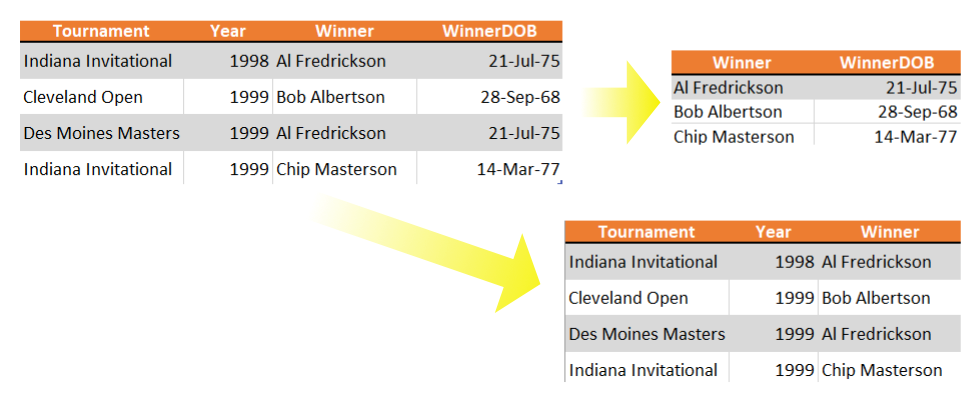 Tournament Year Winner WinnerDOB
Indiana Invitational 1998 Al Fredrickson 21-Jul-75
Cleveland Open 1999 Bob Albertson 28-Sep-68
Des Moines Masters 1999 Al Fredrickson 21-Jul-75
Indiana Invitational 1999 Chip Masterson 14-Mar-77
Winner WinnerDOB
Al Fredrickson 21-Jul-75
Bob Albertson 28-Sep-68
Chip Masterson 14-Mar-77
Tournament Year Winner
Indiana Invitational 1998 Al Fredrickson
Cleveland Open 1999 Bob Albertson
Des Moines Masters 1999 Al Fredrickson
Indiana Invitational 1999 Chip Masterson